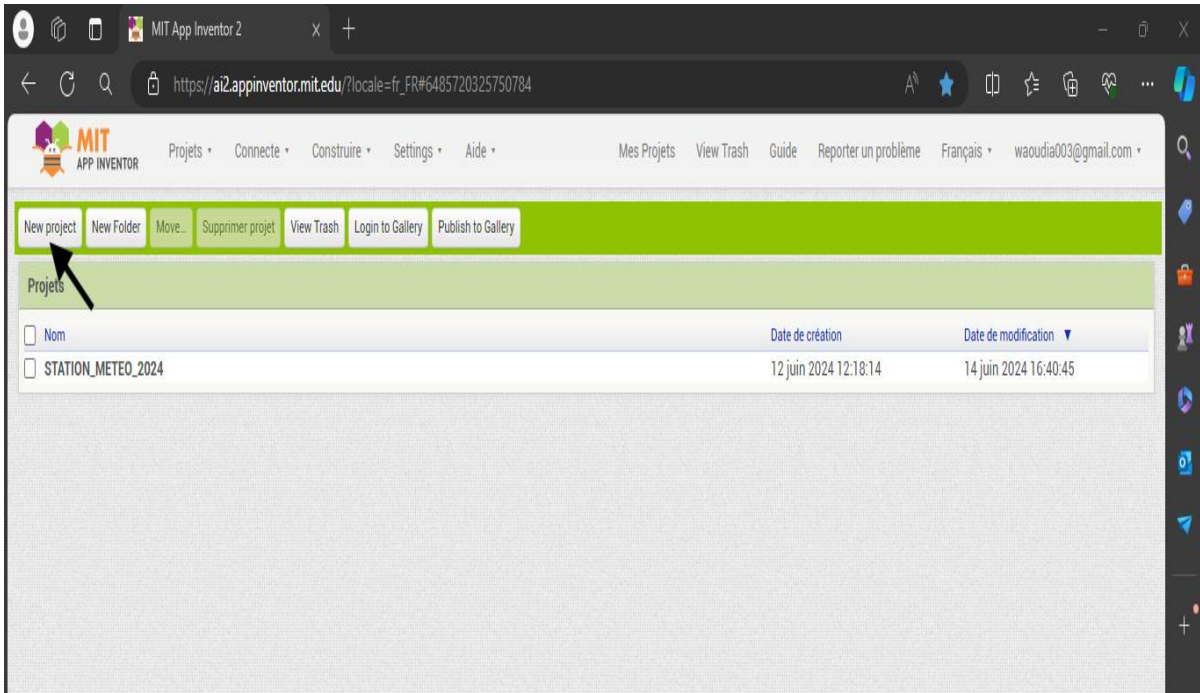 MIT App Inventor 2
https://ai2.appinventor.mit.edu/?locale=fr_FR#6485720325750784
MIT
APP INVENTOR
Projets Connecte Construire Settings Aide Mes Projets View Trash Guide Reporter un problème Français waoudia003@gmail.com
New project New Folder Move... Supprimer projet View Trash Login to Gallery Publish to Gallery
Projets
Nom Date de création Date de modification
STATION_METEO_2024 12 juin 2024 12:18:14 14 juin 2024 16:40:45